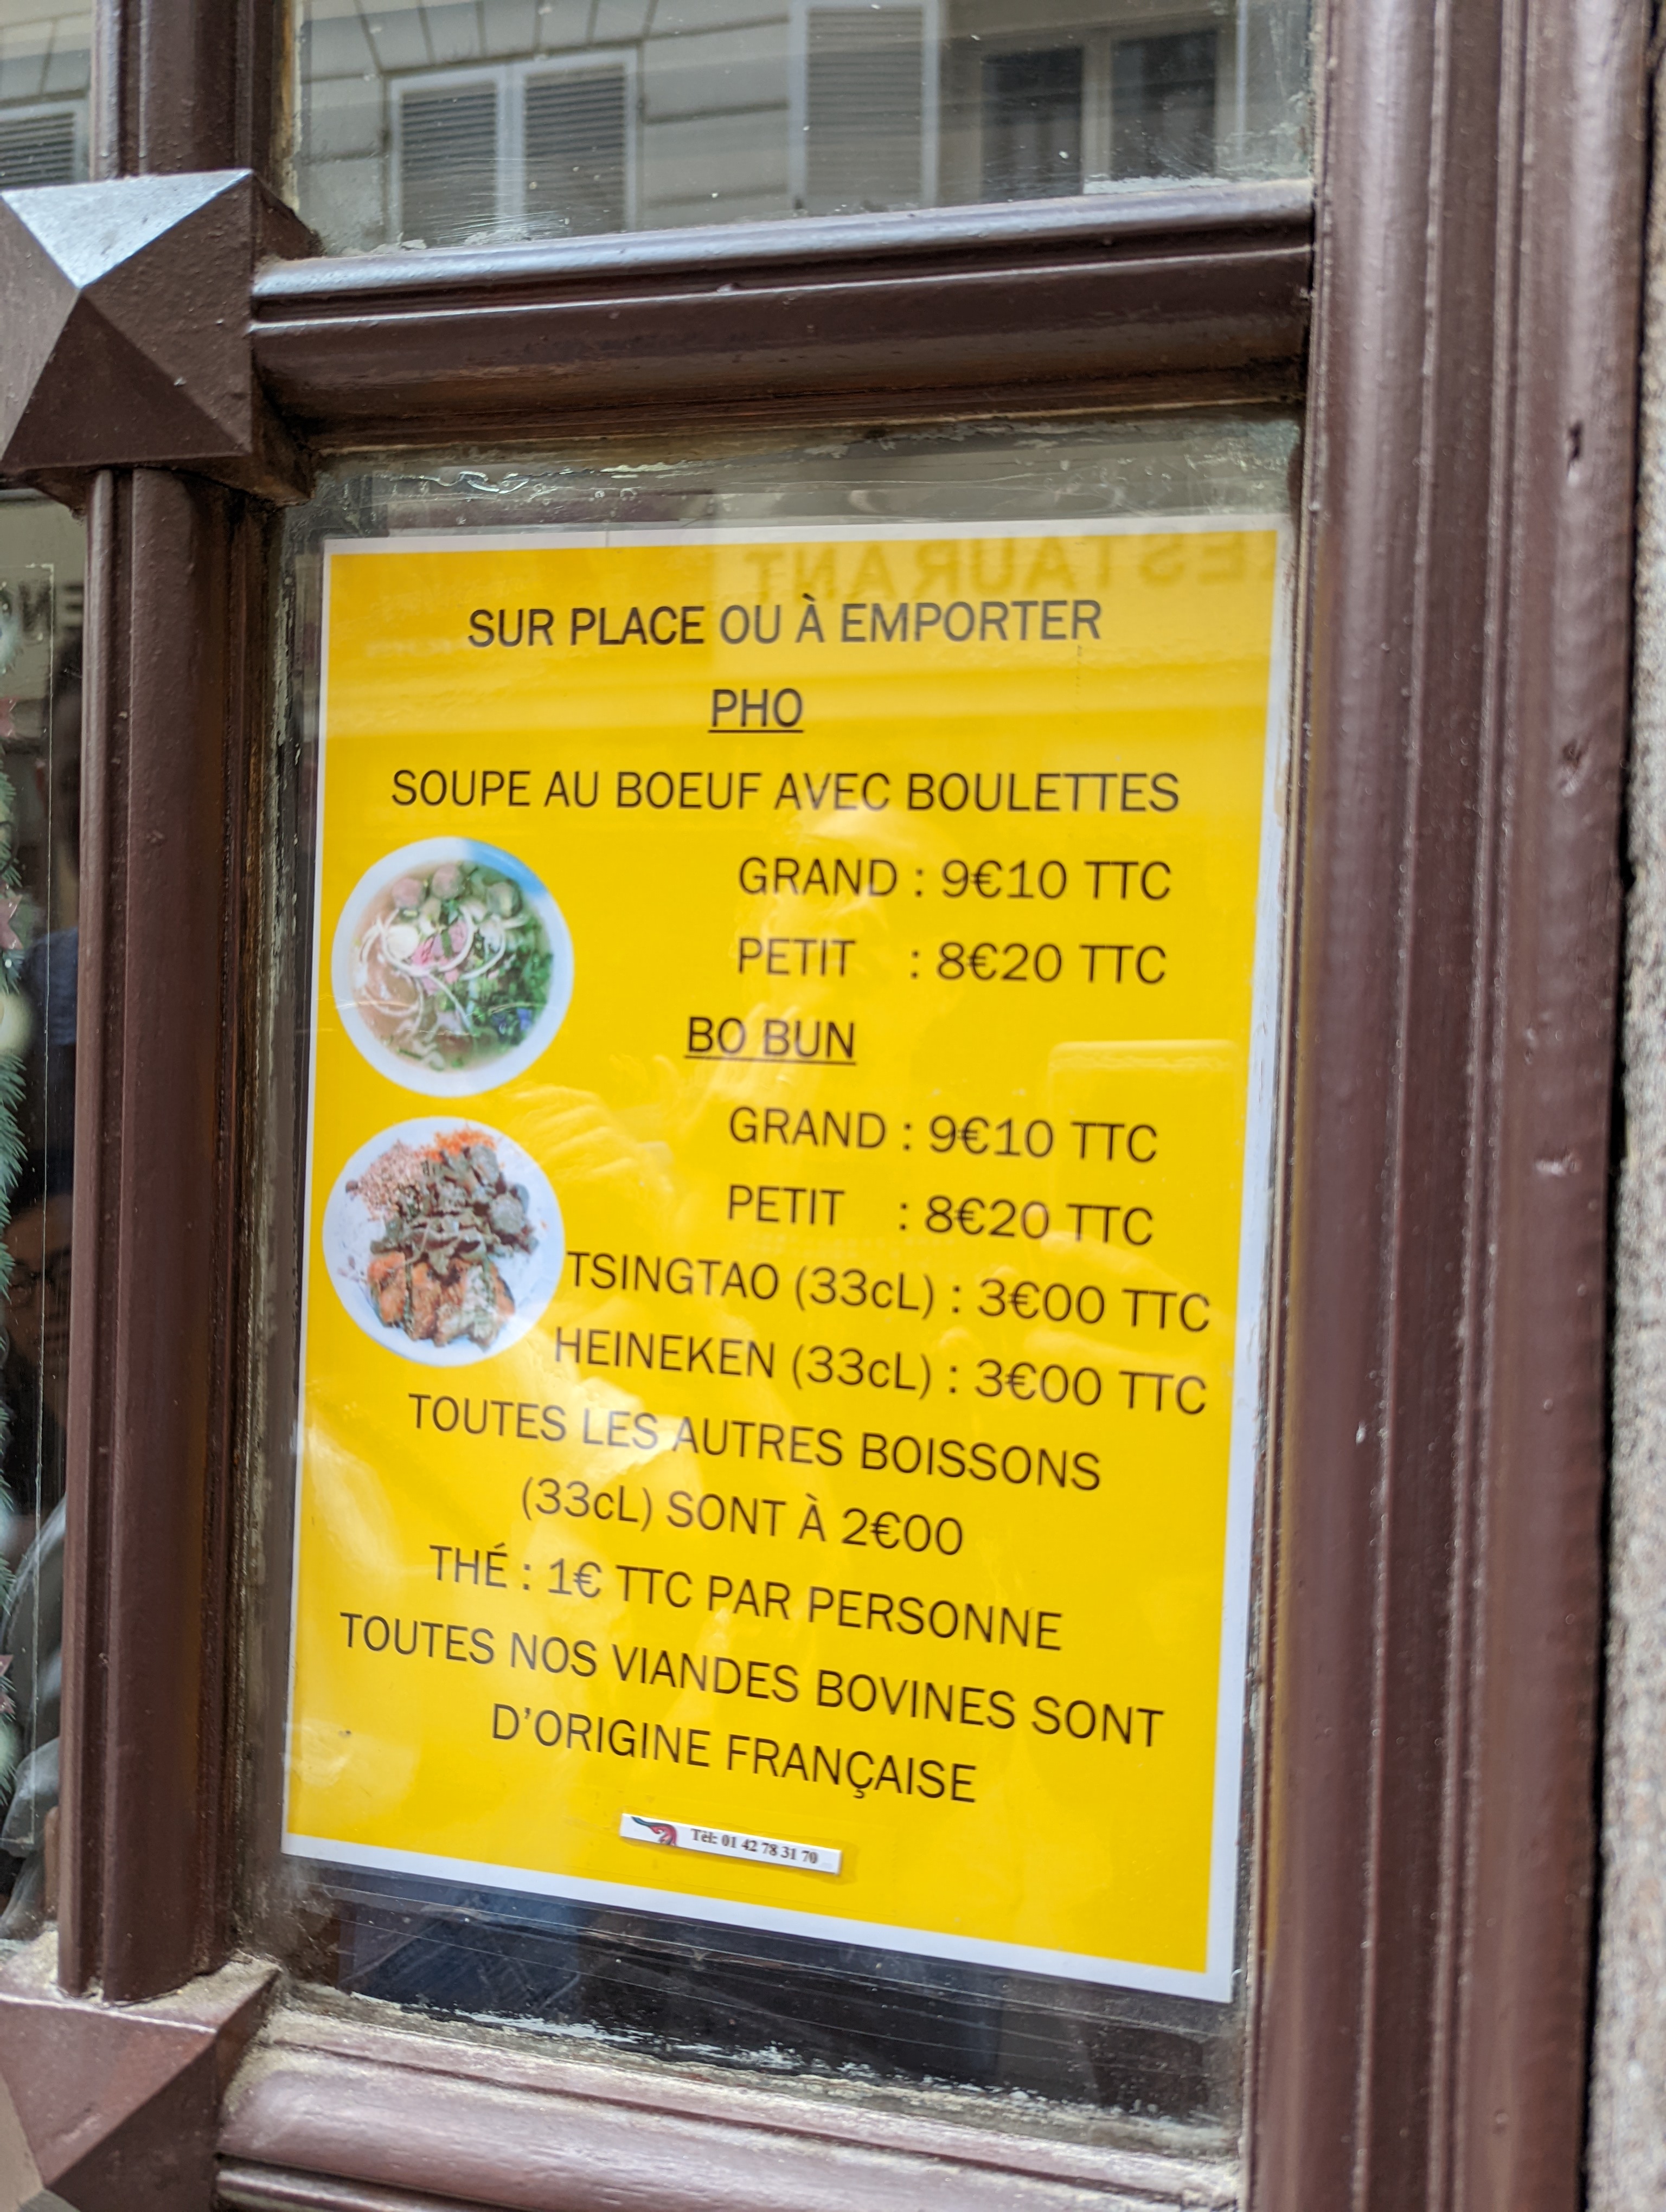 SUR PLACE OU À EMPORTER
PHO
SOUPE AU BOEUF AVEC BOULETTES
GRAND : 9€10 TTC
PETIT : 8€20 TTC
BO BUN
GRAND : 9€10 TTC
PETIT : 8€20 TTC
TSINGTAO (33cL) : 3€00 TTC
HEINEKEN (33cL) : 3€00 TTC
TOUTES LES AUTRES BOISSONS
(33cL) SONT À 2€00
THÉ : 1€ TTC PAR PERSONNE
TOUTES NOS VIANDES BOVINES SONT
D'ORIGINE FRANÇAISE
Tèl: 01 42 78 31 70